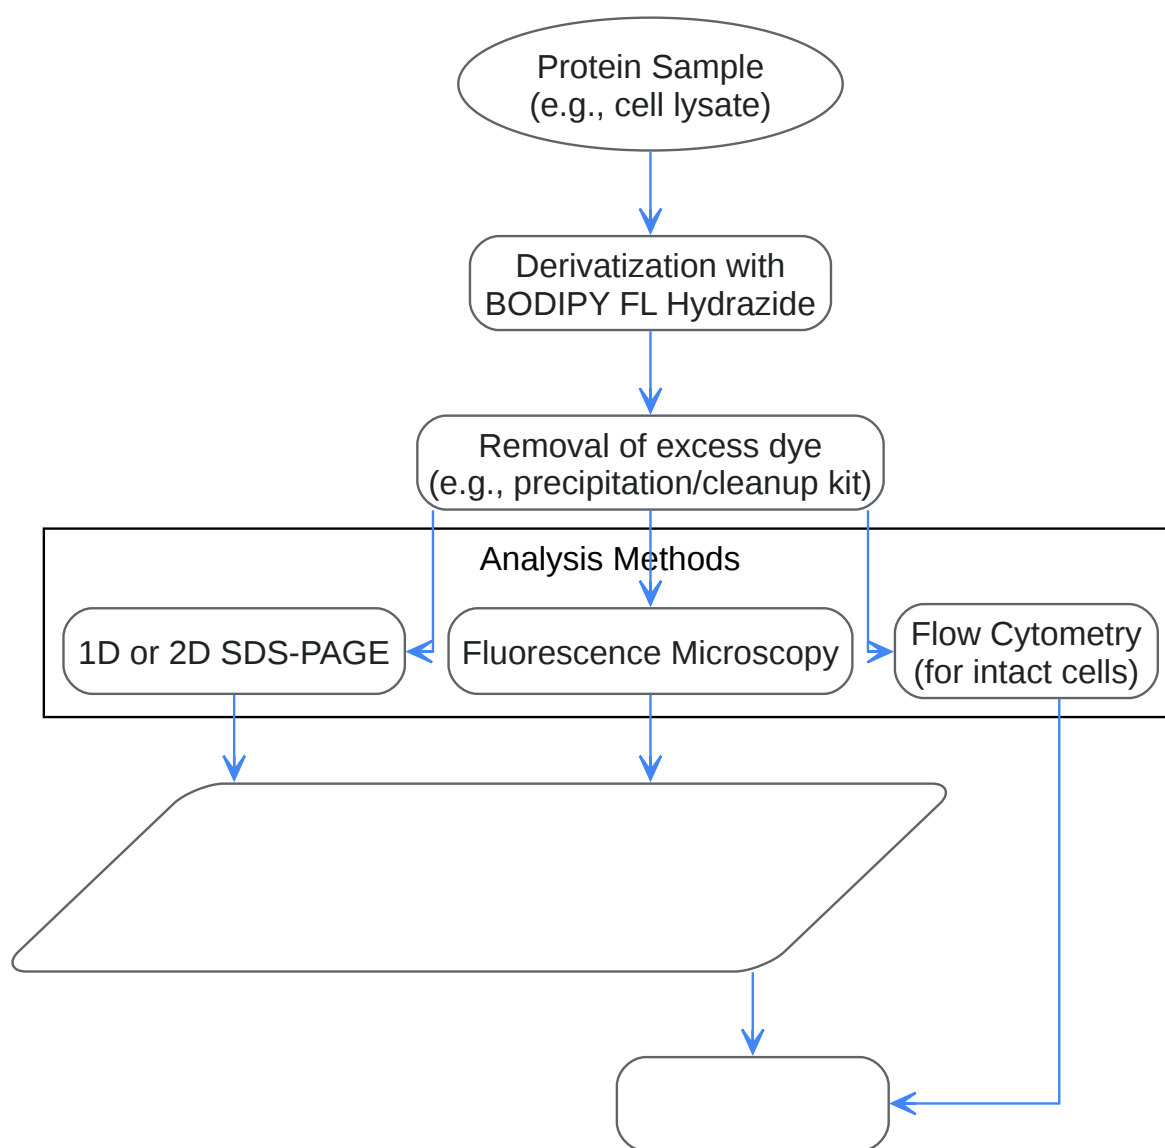 Protein Sample
(e.g., cell lysate)
Derivatization with
BODIPY FL Hydrazide
Removal of excess dye
(e.g., precipitation/cleanup kit)
Analysis Methods
1D or 2D SDS-PAGE
Fluorescence Microscopy
Flow Cytometry
(for intact cells)